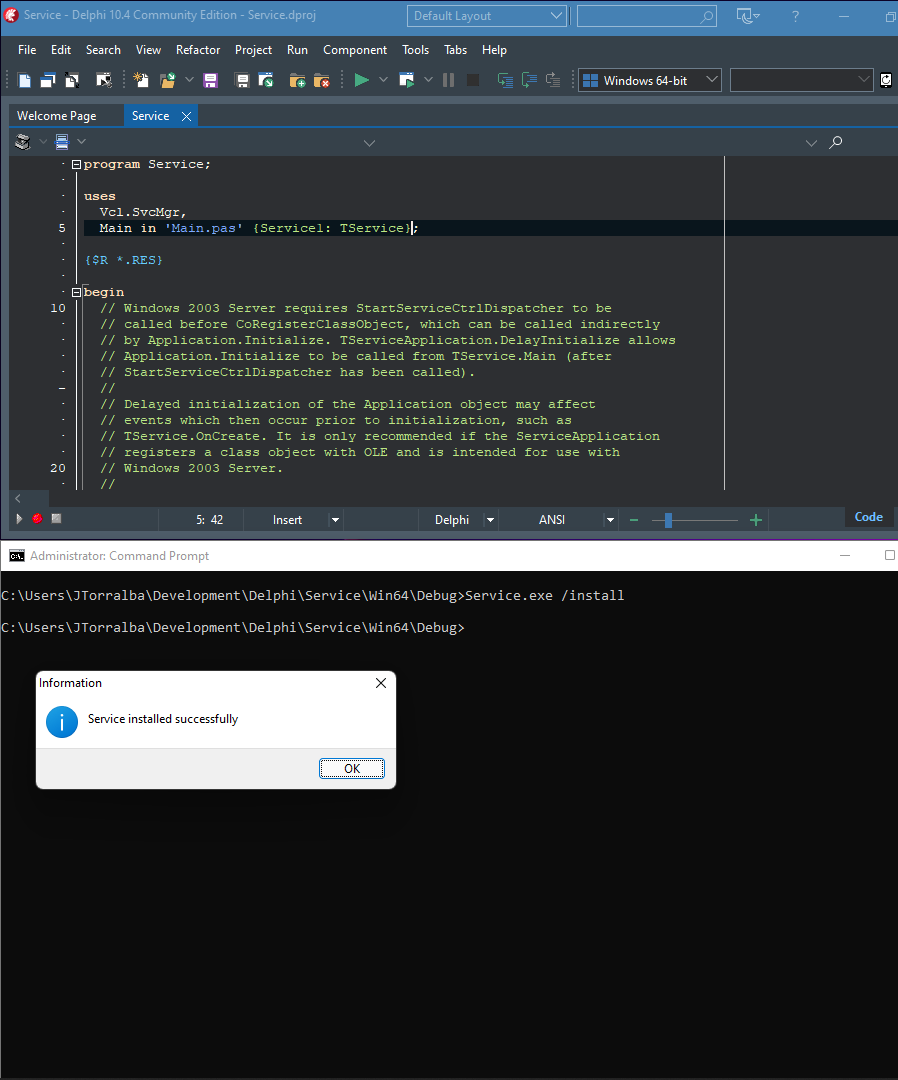 Service - Delphi 10.4 Community Edition - Service.dproj
Default Layout
?
File Edit Search View Refactor Project Run Component Tools Tabs Help
Windows 64-bit
Welcome Page Service
program Service;
uses
Vcl.SvcMgr,
5 Main in 'Main.pas' {Service1: TService};
{$R *.RES}
begin
10 // Windows 2003 Server requires StartServiceCtrlDispatcher to be
// called before CoRegisterClassObject, which can be called indirectly
// by Application.Initialize. TServiceApplication.DelayInitialize allows
// Application.Initialize to be called from TService.Main (after
// StartServiceCtrlDispatcher has been called).
//
// Delayed initialization of the Application object may affect
// events which then occur prior to initialization, such as
// TService.OnCreate. It is only recommended if the ServiceApplication
// registers a class object with OLE and is intended for use with
20 // Windows 2003 Server.
//
5: 42 Insert Delphi ANSI Code
Administrator: Command Prompt
C:\Users\JTorralba\Development\Delphi\Service\Win64\Debug>Service.exe /install
C:\Users\JTorralba\Development\Delphi\Service\Win64\Debug>
Information
Service installed successfully
OK